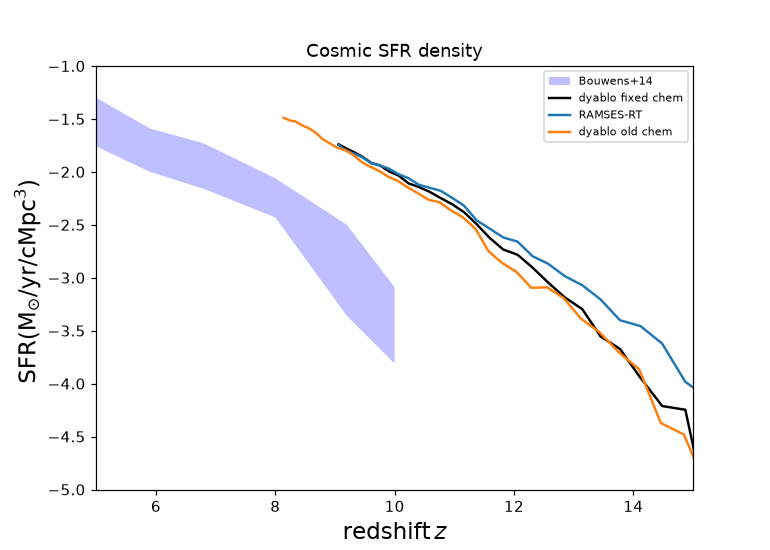 Cosmic SFR density
SFR(M☉/yr/cMpc³)
−1.0
−1.5
−2.0
−2.5
−3.0
−3.5
−4.0
−4.5
−5.0
Bouwens+14
dyablo fixed chem
RAMSES-RT
dyablo old chem
6 8 10 12 14
redshift z